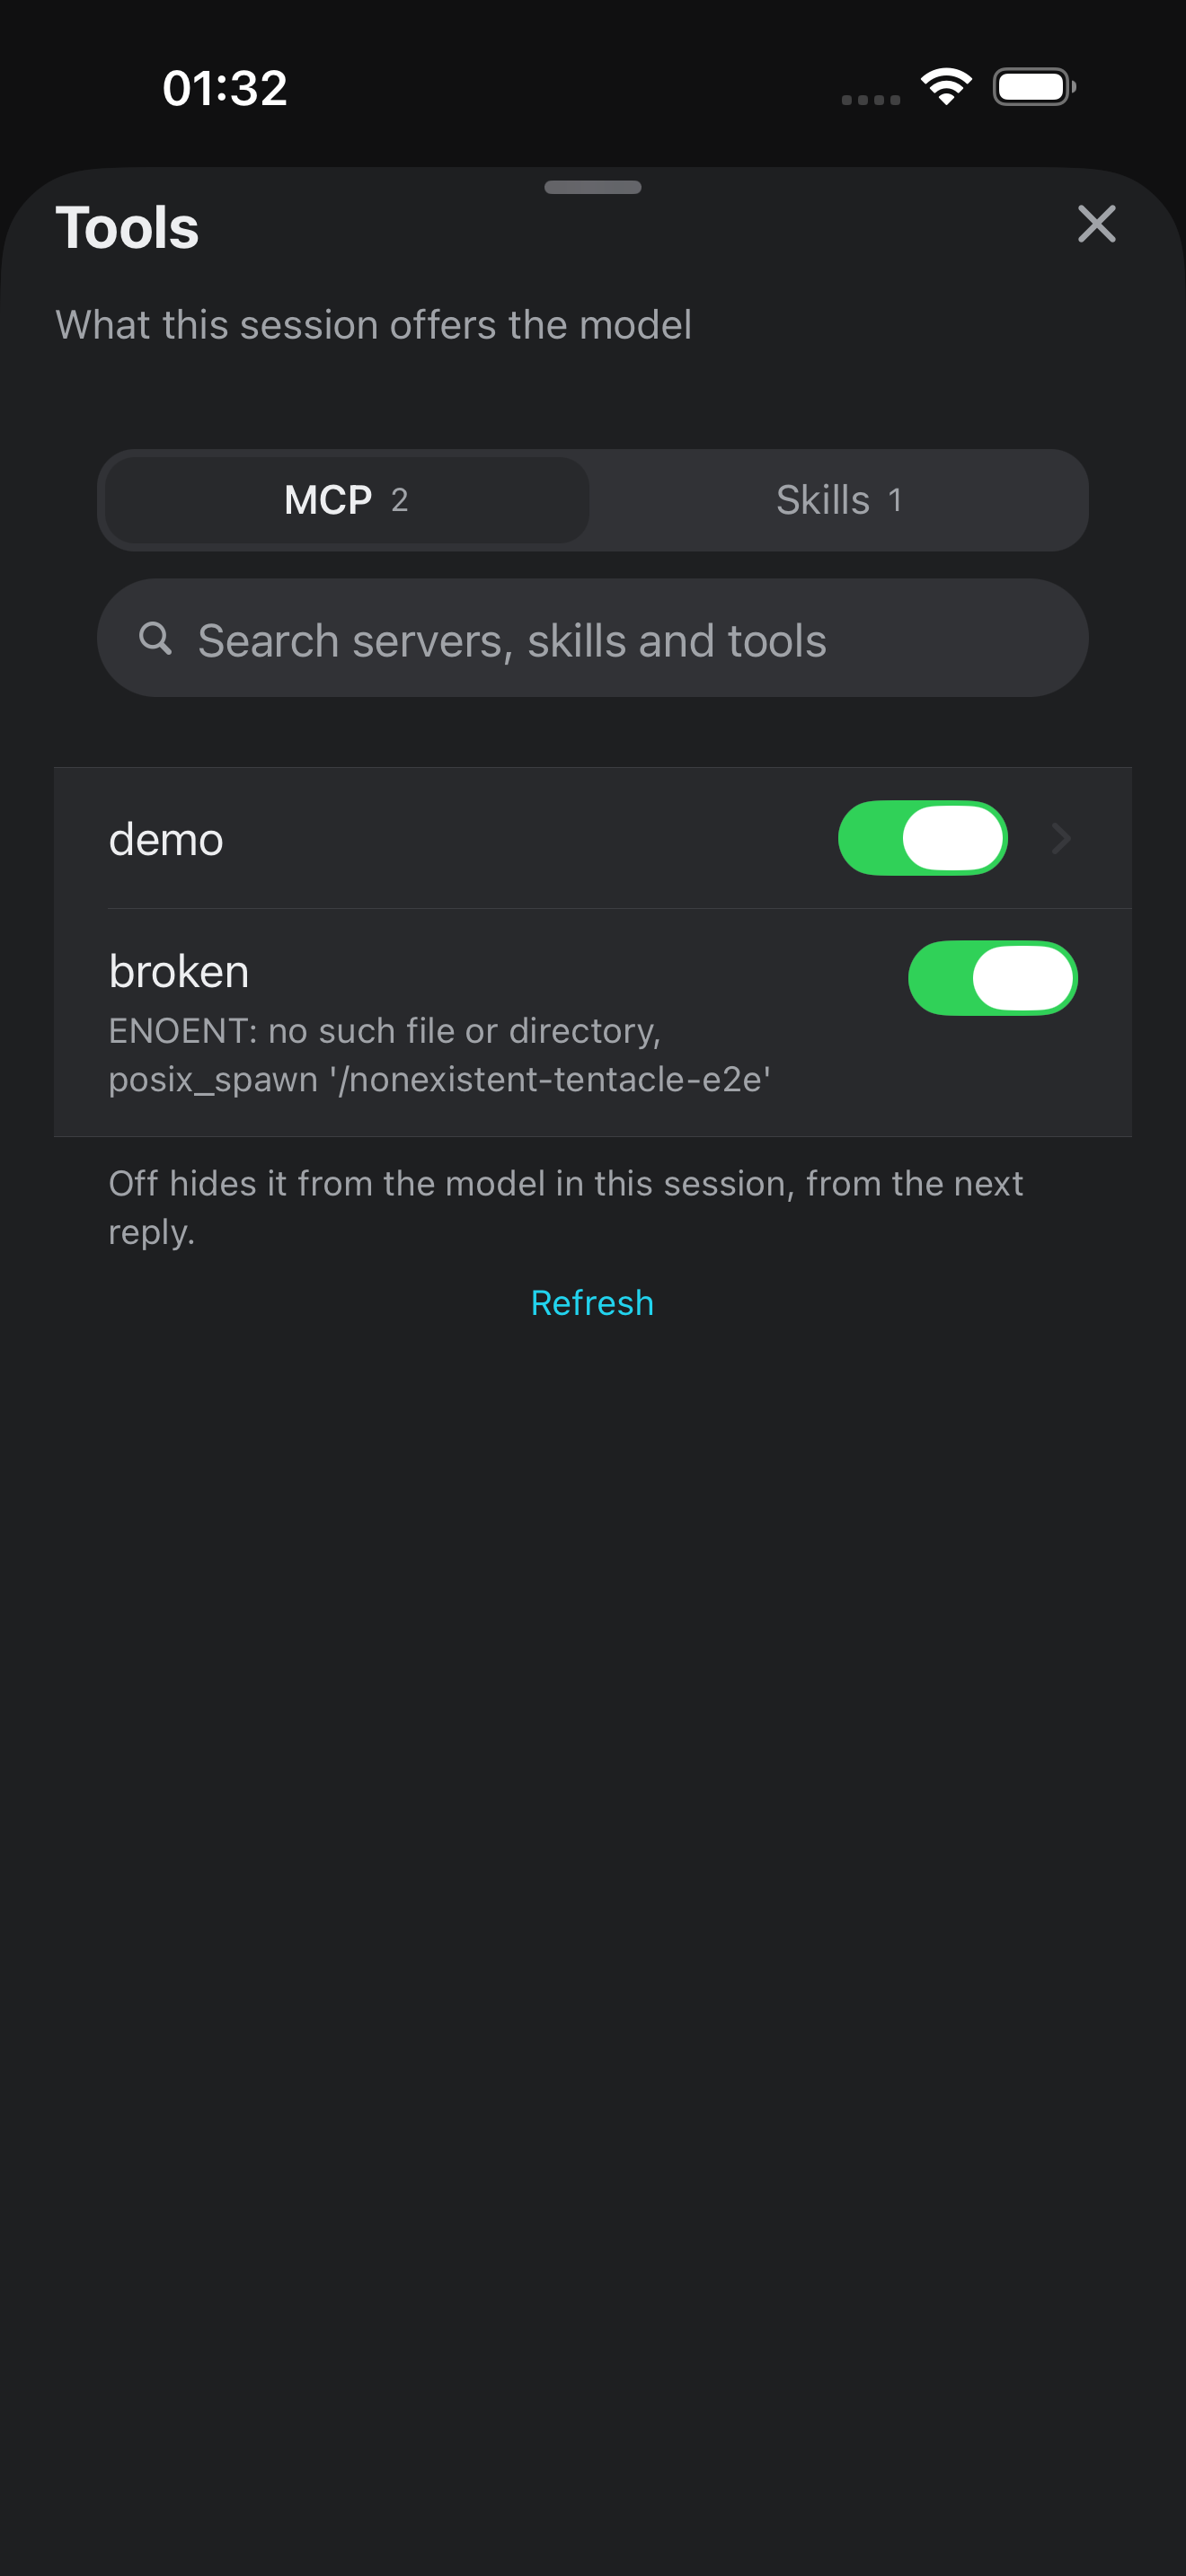 01:32
Tools
What this session offers the model
MCP 2
Skills 1
Search servers, skills and tools
demo
broken
ENOENT: no such file or directory,
posix_spawn '/nonexistent-tentacle-e2e'
Off hides it from the model in this session, from the next
reply.
Refresh